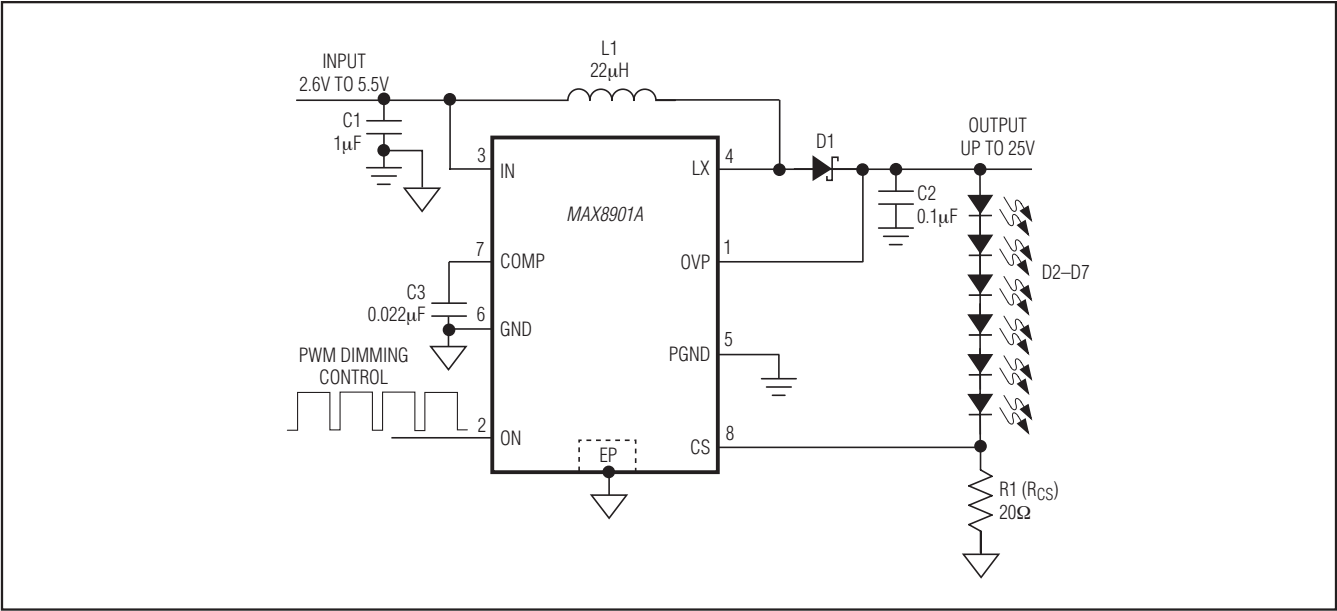 L1
22μH
INPUT
2.6V TO 5.5V
C1
1μF
D1
OUTPUT
UP TO 25V
3
IN
LX
4
MAX8901A
C2
0.1μF
7
COMP
OVP
1
D2–D7
C3
0.022μF
6
GND
PGND
5
PWM DIMMING
CONTROL
2
ON
EP
CS
8
R1 (RCS)
20Ω